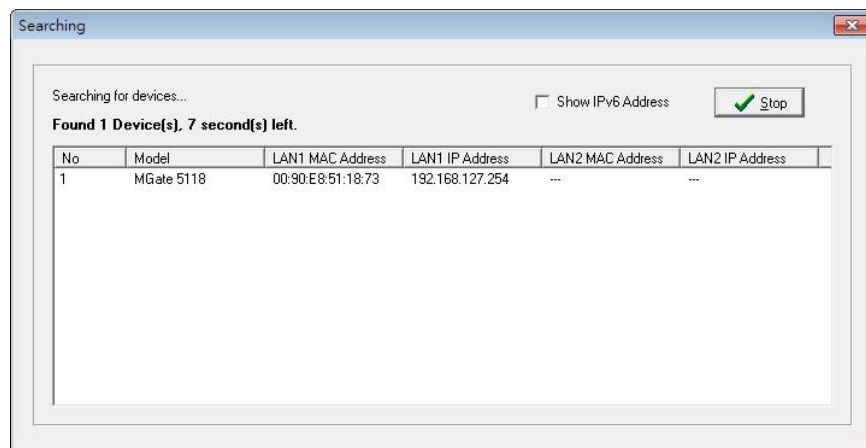 Searching
Searching for devices...
Show IPv6 Address
Stop
Found 1 Device(s), 7 second(s) left.
No Model LAN1 MAC Address LAN1 IP Address LAN2 MAC Address LAN2 IP Address
1 MGate 5118 00:90:E8:51:18:73 192.168.127.254 --- ---